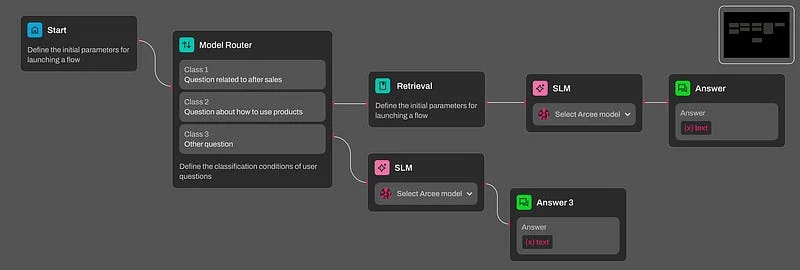 Start
Define the initial parameters for
launching a flow
Model Router
Class 1
Question related to after sales
Class 2
Question about how to use products
Class 3
Other question
Define the classification conditions of user
questions
Retrieval
Define the initial parameters for
launching a flow
SLM
Select Arcee model
Answer
Answer
{x} text
SLM
Select Arcee model
Answer 3
Answer
{x} text